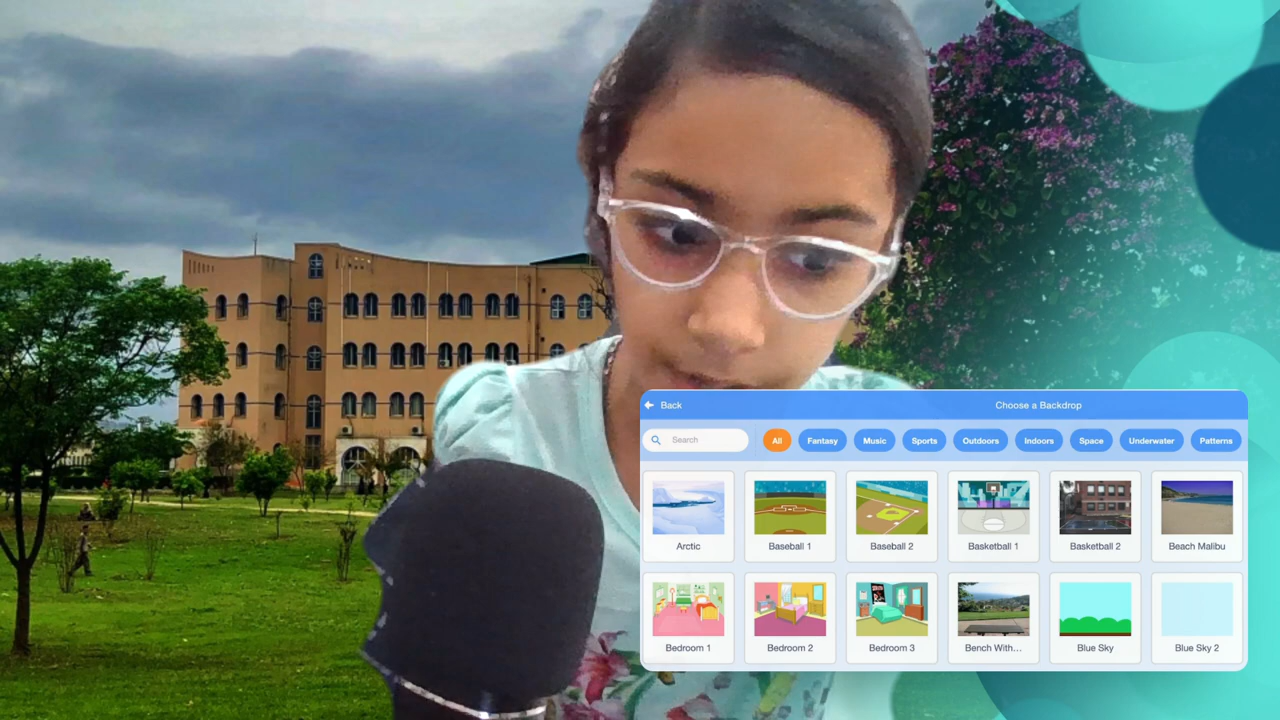 Back
Choose a Backdrop
Search
All
Fantasy
Music
Sports
Outdoors
Indoors
Space
Underwater
Patterns
Arctic
Baseball 1
Baseball 2
Basketball 1
Basketball 2
Beach Malibu
Bedroom 1
Bedroom 2
Bedroom 3
Bench With...
Blue Sky
Blue Sky 2